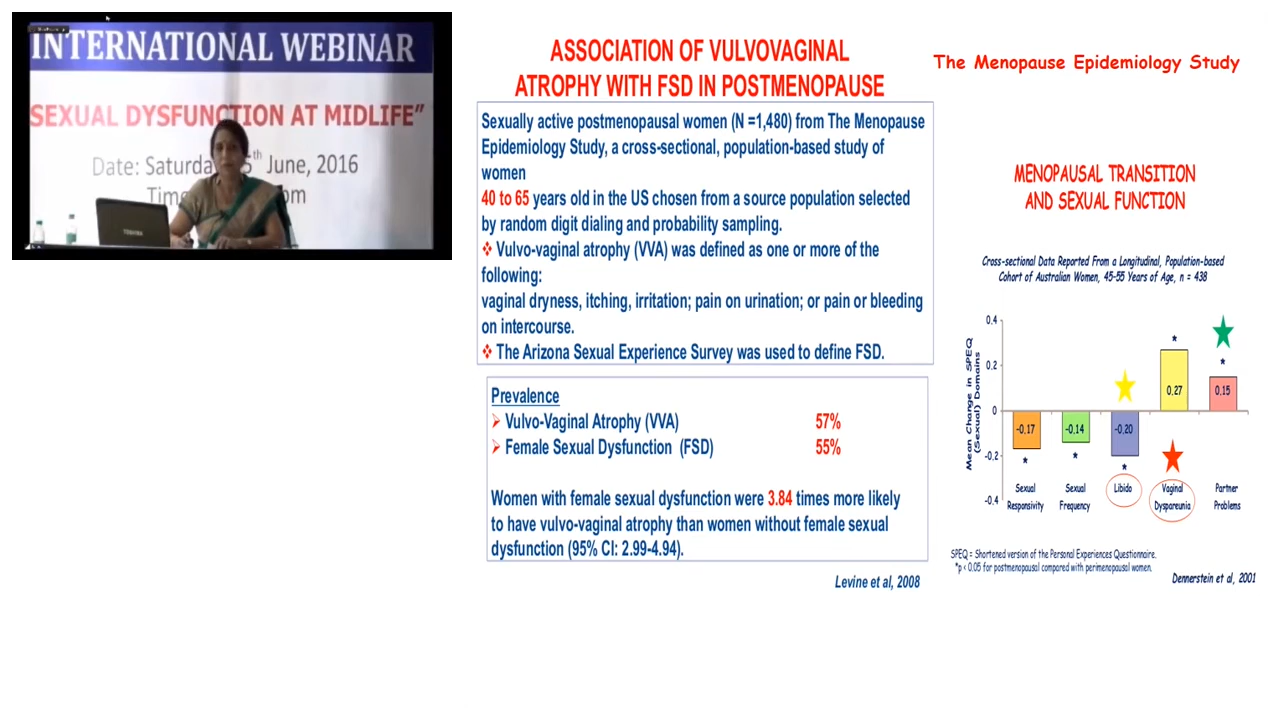 INTERNATIONAL WEBINAR
SEXUAL DYSFUNCTION AT MIDLIFE”
Date: Saturda 5th June, 2016
Tim pm
TOSHIBA
ASSOCIATION OF VULVOVAGINAL
ATROPHY WITH FSD IN POSTMENOPAUSE
Sexually active postmenopausal women (N =1,480) from The Menopause
Epidemiology Study, a cross-sectional, population-based study of
women
40 to 65 years old in the US chosen from a source population selected
by random digit dialing and probability sampling.
❖ Vulvo-vaginal atrophy (VVA) was defined as one or more of the
following:
vaginal dryness, itching, irritation; pain on urination; or pain or bleeding
on intercourse.
❖ The Arizona Sexual Experience Survey was used to define FSD.
Prevalence
➢ Vulvo-Vaginal Atrophy (VVA) 57%
➢ Female Sexual Dysfunction (FSD) 55%
Women with female sexual dysfunction were 3.84 times more likely
to have vulvo-vaginal atrophy than women without female sexual
dysfunction (95% CI: 2.99-4.94).
Levine et al, 2008
The Menopause Epidemiology Study
MENOPAUSAL TRANSITION
AND SEXUAL FUNCTION
Cross-sectional Data Reported From a Longitudinal, Population-based
Cohort of Australian Women, 45-55 Years of Age, n = 438
Mean Change in SPEQ
(Sexual) Domains
0.4
0.2
0
-0.2
-0.4
-0.17
*
-0.14
*
-0.20
*
*
0.27
*
0.15
Sexual
Responsivity
Sexual
Frequency
Libido
Vaginal
Dyspareunia
Partner
Problems
SPEQ = Shortened version of the Personal Experiences Questionnaire.
*p < 0.05 for postmenopausal compared with perimenopausal women.
Dennerstein et al, 2001